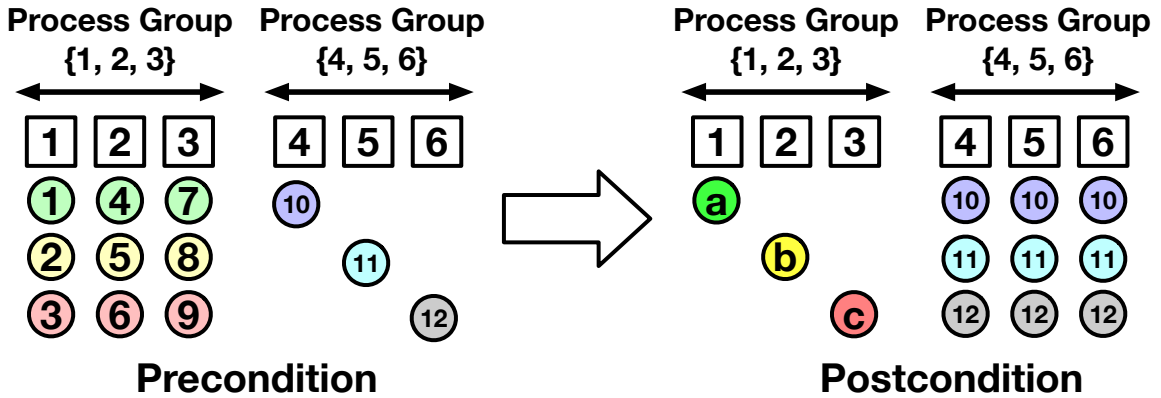 Process Group Process Group Process Group Process Group
{1, 2, 3} {4, 5, 6} {1, 2, 3} {4, 5, 6}
1 2 3 4 5 6 1 2 3 4 5 6
1 4 7 10 a 10 10 10
2 5 8 11 b 11 11 11
3 6 9 12 c 12 12 12
Precondition Postcondition